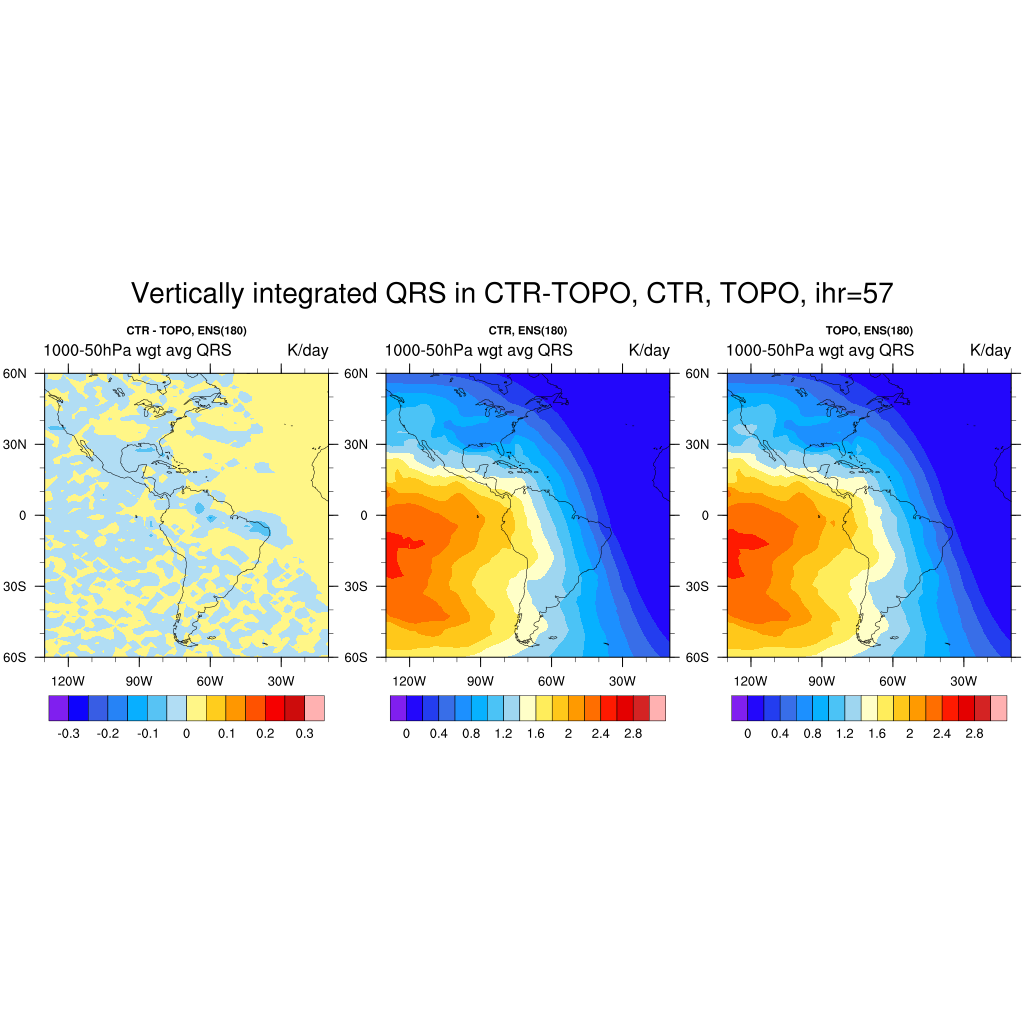 Vertically integrated QRS in CTR-TOPO, CTR, TOPO, ihr=57
CTR - TOPO, ENS(180)
1000-50hPa wgt avg QRS K/day
60N
30N
0
30S
60S
120W 90W 60W 30W
-0.3 -0.2 -0.1 0 0.1 0.2 0.3
CTR, ENS(180)
1000-50hPa wgt avg QRS K/day
60N
30N
0
30S
60S
120W 90W 60W 30W
0 0.4 0.8 1.2 1.6 2 2.4 2.8
TOPO, ENS(180)
1000-50hPa wgt avg QRS K/day
60N
30N
0
30S
60S
120W 90W 60W 30W
0 0.4 0.8 1.2 1.6 2 2.4 2.8